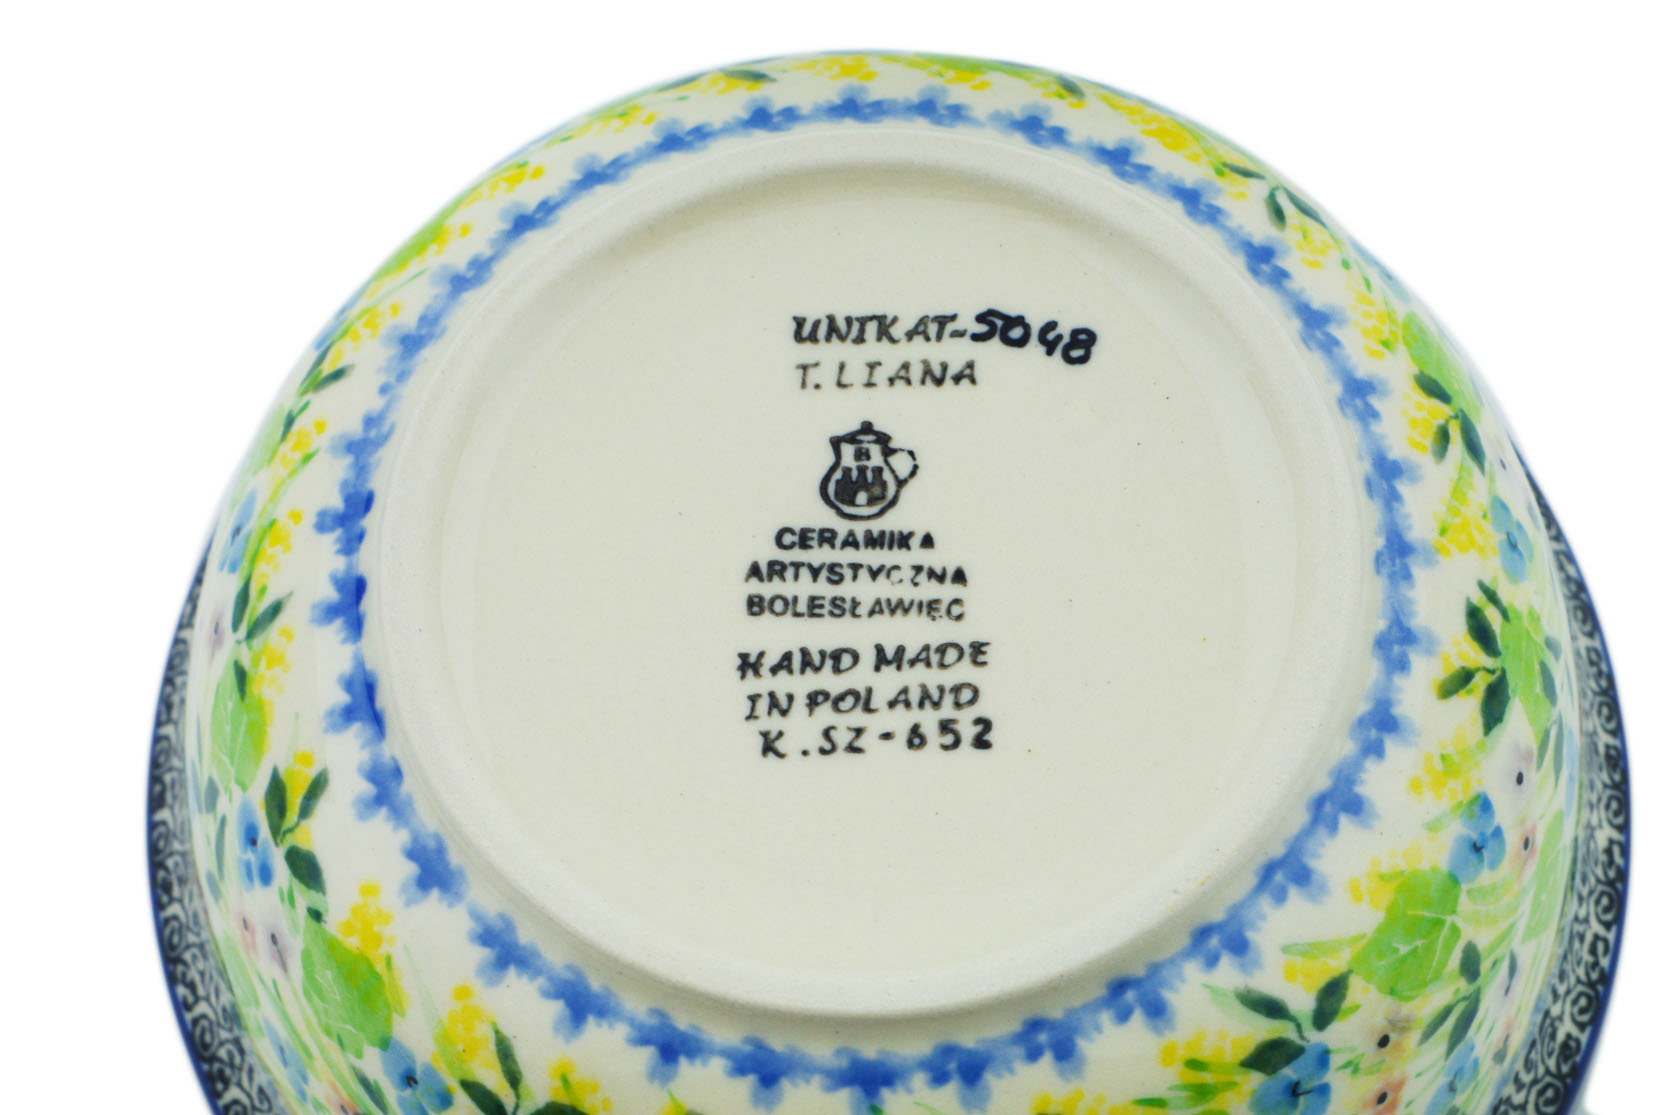 UNIKAT-5048
T. LIANA
B
CERAMIKA
ARTYSTYCZNA
BOLESŁAWIEC
HAND MADE
IN POLAND
K.SZ-652